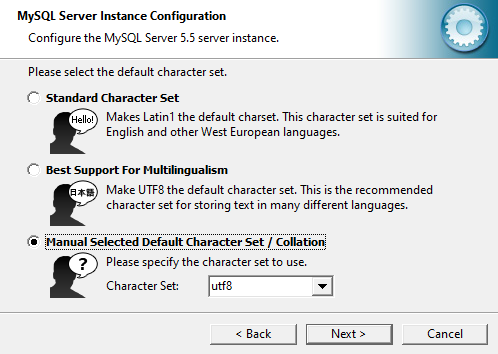 MySQL Server Instance Configuration
Configure the MySQL Server 5.5 server instance.
Please select the default character set.
Standard Character Set
Hello!
Makes Latin1 the default charset. This character set is suited for
English and other West European languages.
Best Support For Multilingualism
日本語
Make UTF8 the default character set. This is the recommended
character set for storing text in many different languages.
Manual Selected Default Character Set / Collation
?
Please specify the character set to use.
Character Set: utf8
< Back Next > Cancel